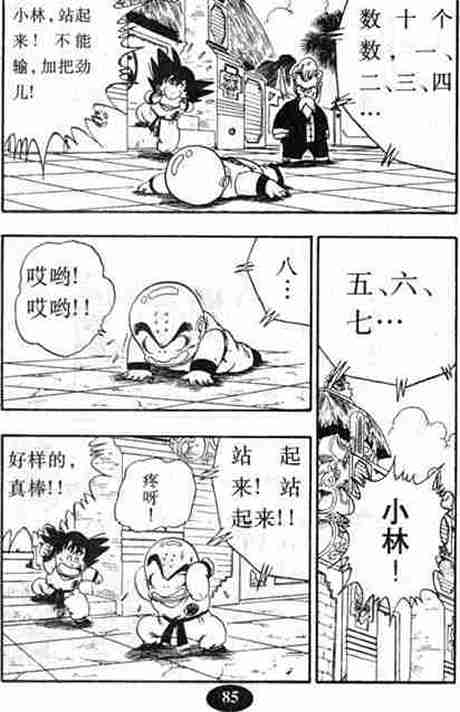 数十个
数，一、
二、三、四
…
小林，站起
来！不能
输，加把劲
儿！
五、六、
七…
小林！
八…
哎哟！
哎哟！！
站起
来！站
起来！！
疼呀！
好样的，
真棒！！
85